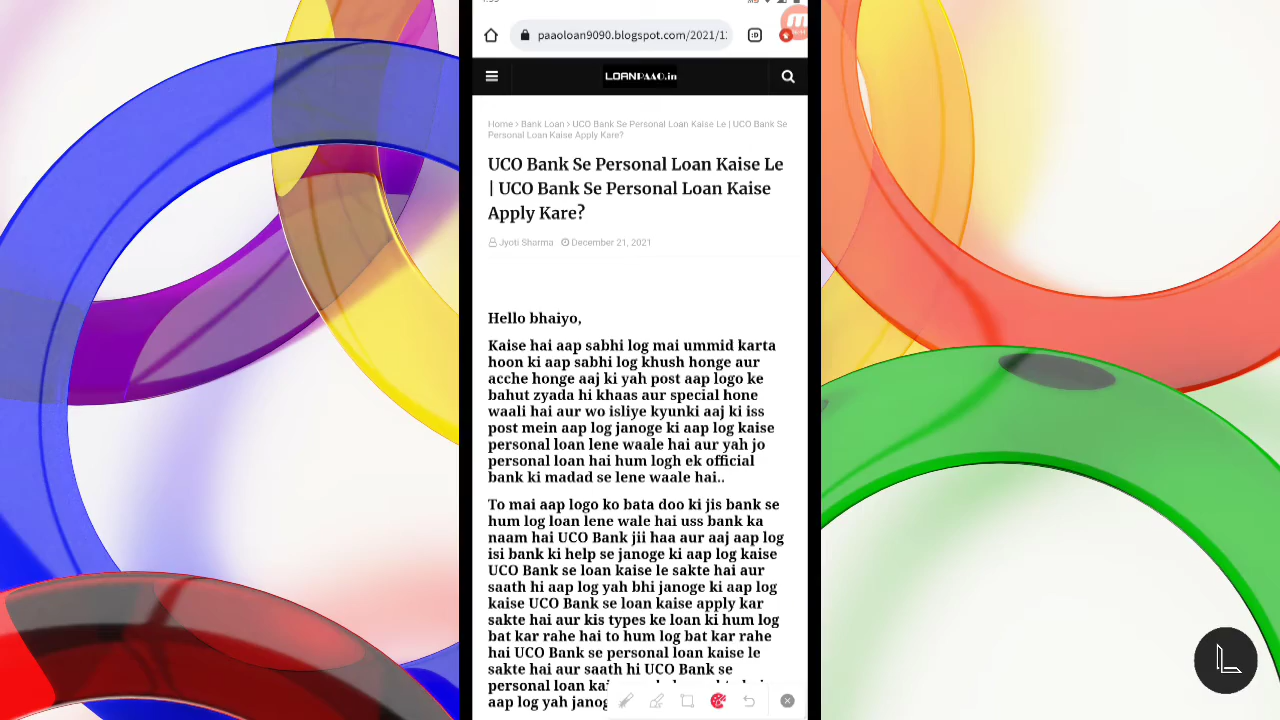 paaoloan9090.blogspot.com/2021/1
:D
LOANPAAO.in
Home > Bank Loan > UCO Bank Se Personal Loan Kaise Le | UCO Bank Se
Personal Loan Kaise Apply Kare?
UCO Bank Se Personal Loan Kaise Le
| UCO Bank Se Personal Loan Kaise
Apply Kare?
Jyoti Sharma December 21, 2021
Hello bhaiyo,
Kaise hai aap sabhi log mai ummid karta
hoon ki aap sabhi log khush honge aur
acche honge aaj ki yah post aap logo ke
bahut zyada hi khaas aur special hone
waali hai aur wo isliye kyunki aaj ki iss
post mein aap log janoge ki aap log kaise
personal loan lene waale hai aur yah jo
personal loan hai hum logh ek official
bank ki madad se lene waale hai..
To mai aap logo ko bata doo ki jis bank se
hum log loan lene wale hai uss bank ka
naam hai UCO Bank jii haa aur aaj aap log
isi bank ki help se janoge ki aap log kaise
UCO Bank se loan kaise le sakte hai aur
saath hi aap log yah bhi janoge ki aap log
kaise UCO Bank se loan kaise apply kar
sakte hai aur kis types ke loan ki hum log
bat kar rahe hai to hum log bat kar rahe
hai UCO Bank se personal loan kaise le
sakte hai aur saath hi UCO Bank se
personal loan
aap log yah